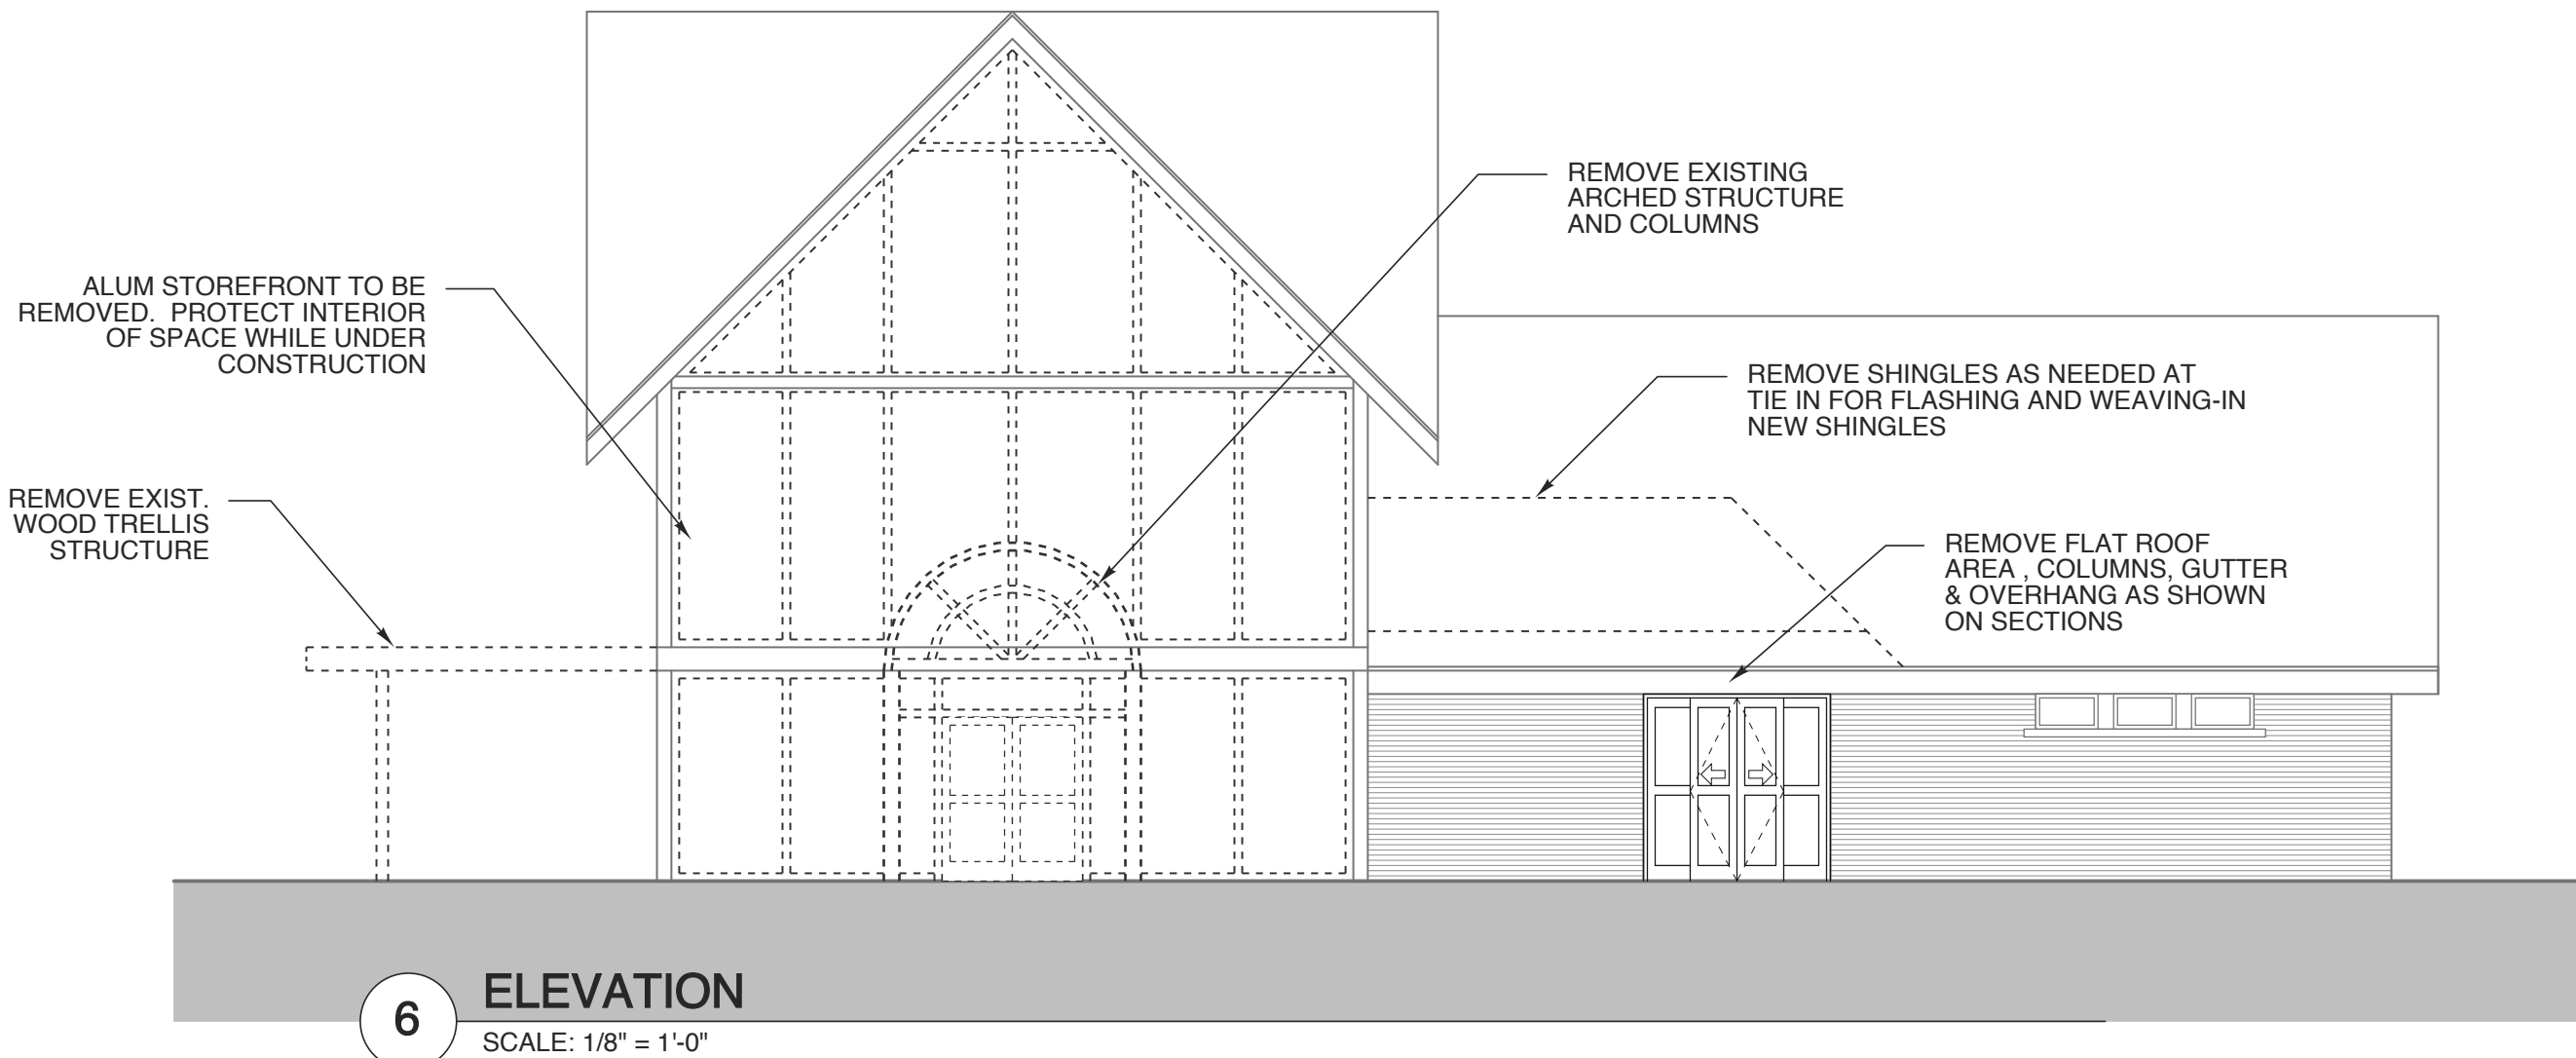 REMOVE EXISTING
ARCHED STRUCTURE
AND COLUMNS
ALUM STOREFRONT TO BE
REMOVED.  PROTECT INTERIOR
OF SPACE WHILE UNDER
CONSTRUCTION
REMOVE SHINGLES AS NEEDED AT
TIE IN FOR FLASHING AND WEAVING-IN
NEW SHINGLES
REMOVE EXIST.
WOOD TRELLIS
STRUCTURE
REMOVE FLAT ROOF
AREA , COLUMNS, GUTTER
& OVERHANG AS SHOWN
ON SECTIONS
6
ELEVATION
SCALE: 1/8" = 1'-0"